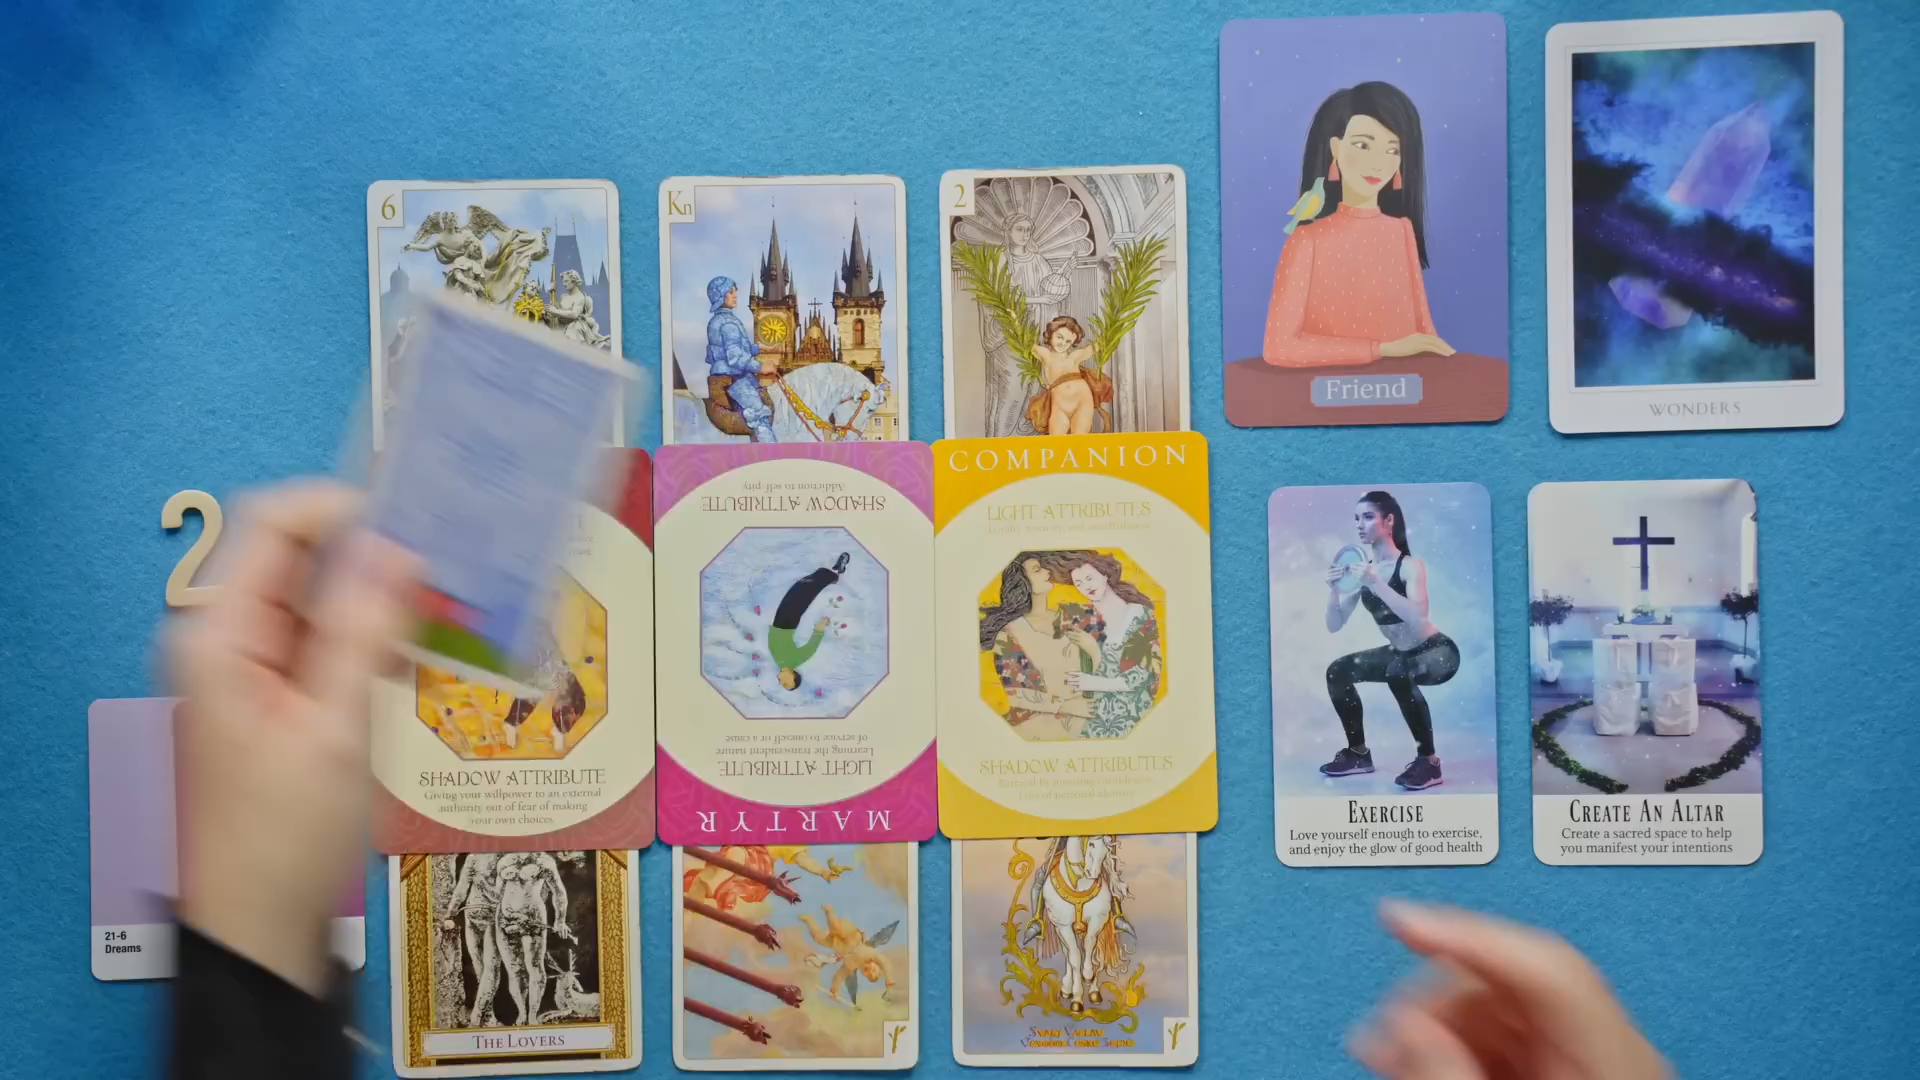 6
Kn
2
Friend
WONDERS
2
SHADOW ATTRIBUTE
Giving your willpower to an external
authority out of fear of making
your own choices.
SHADOW ATTRIBUTE
Addiction to self pity
LIGHT ATTRIBUTE
Learning the transcendent nature
of service to oneself or a cause
MARTYR
COMPANION
LIGHT ATTRIBUTES
SHADOW ATTRIBUTES
EXERCISE
Love yourself enough to exercise,
and enjoy the glow of good health
CREATE AN ALTAR
Create a sacred space to help
you manifest your intentions
21-6
Dreams
THE LOVERS